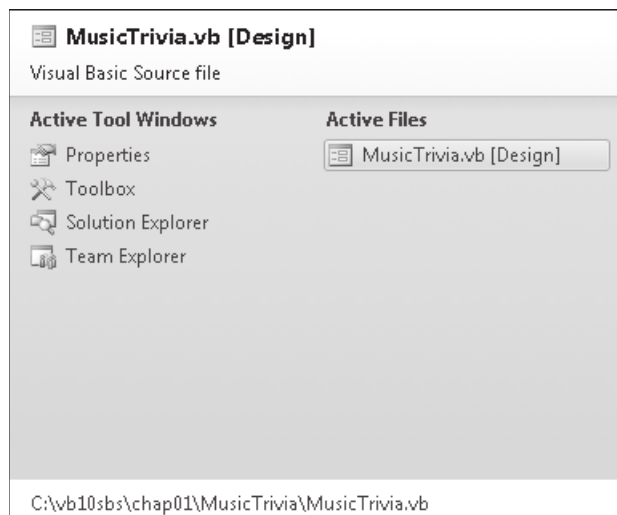 MusicTrivia.vb [Design]
Visual Basic Source file
Active Tool Windows
Properties
Toolbox
Solution Explorer
Team Explorer
Active Files
MusicTrivia.vb [Design]
C:\vb10sbs\chap01\MusicTrivia\MusicTrivia.vb